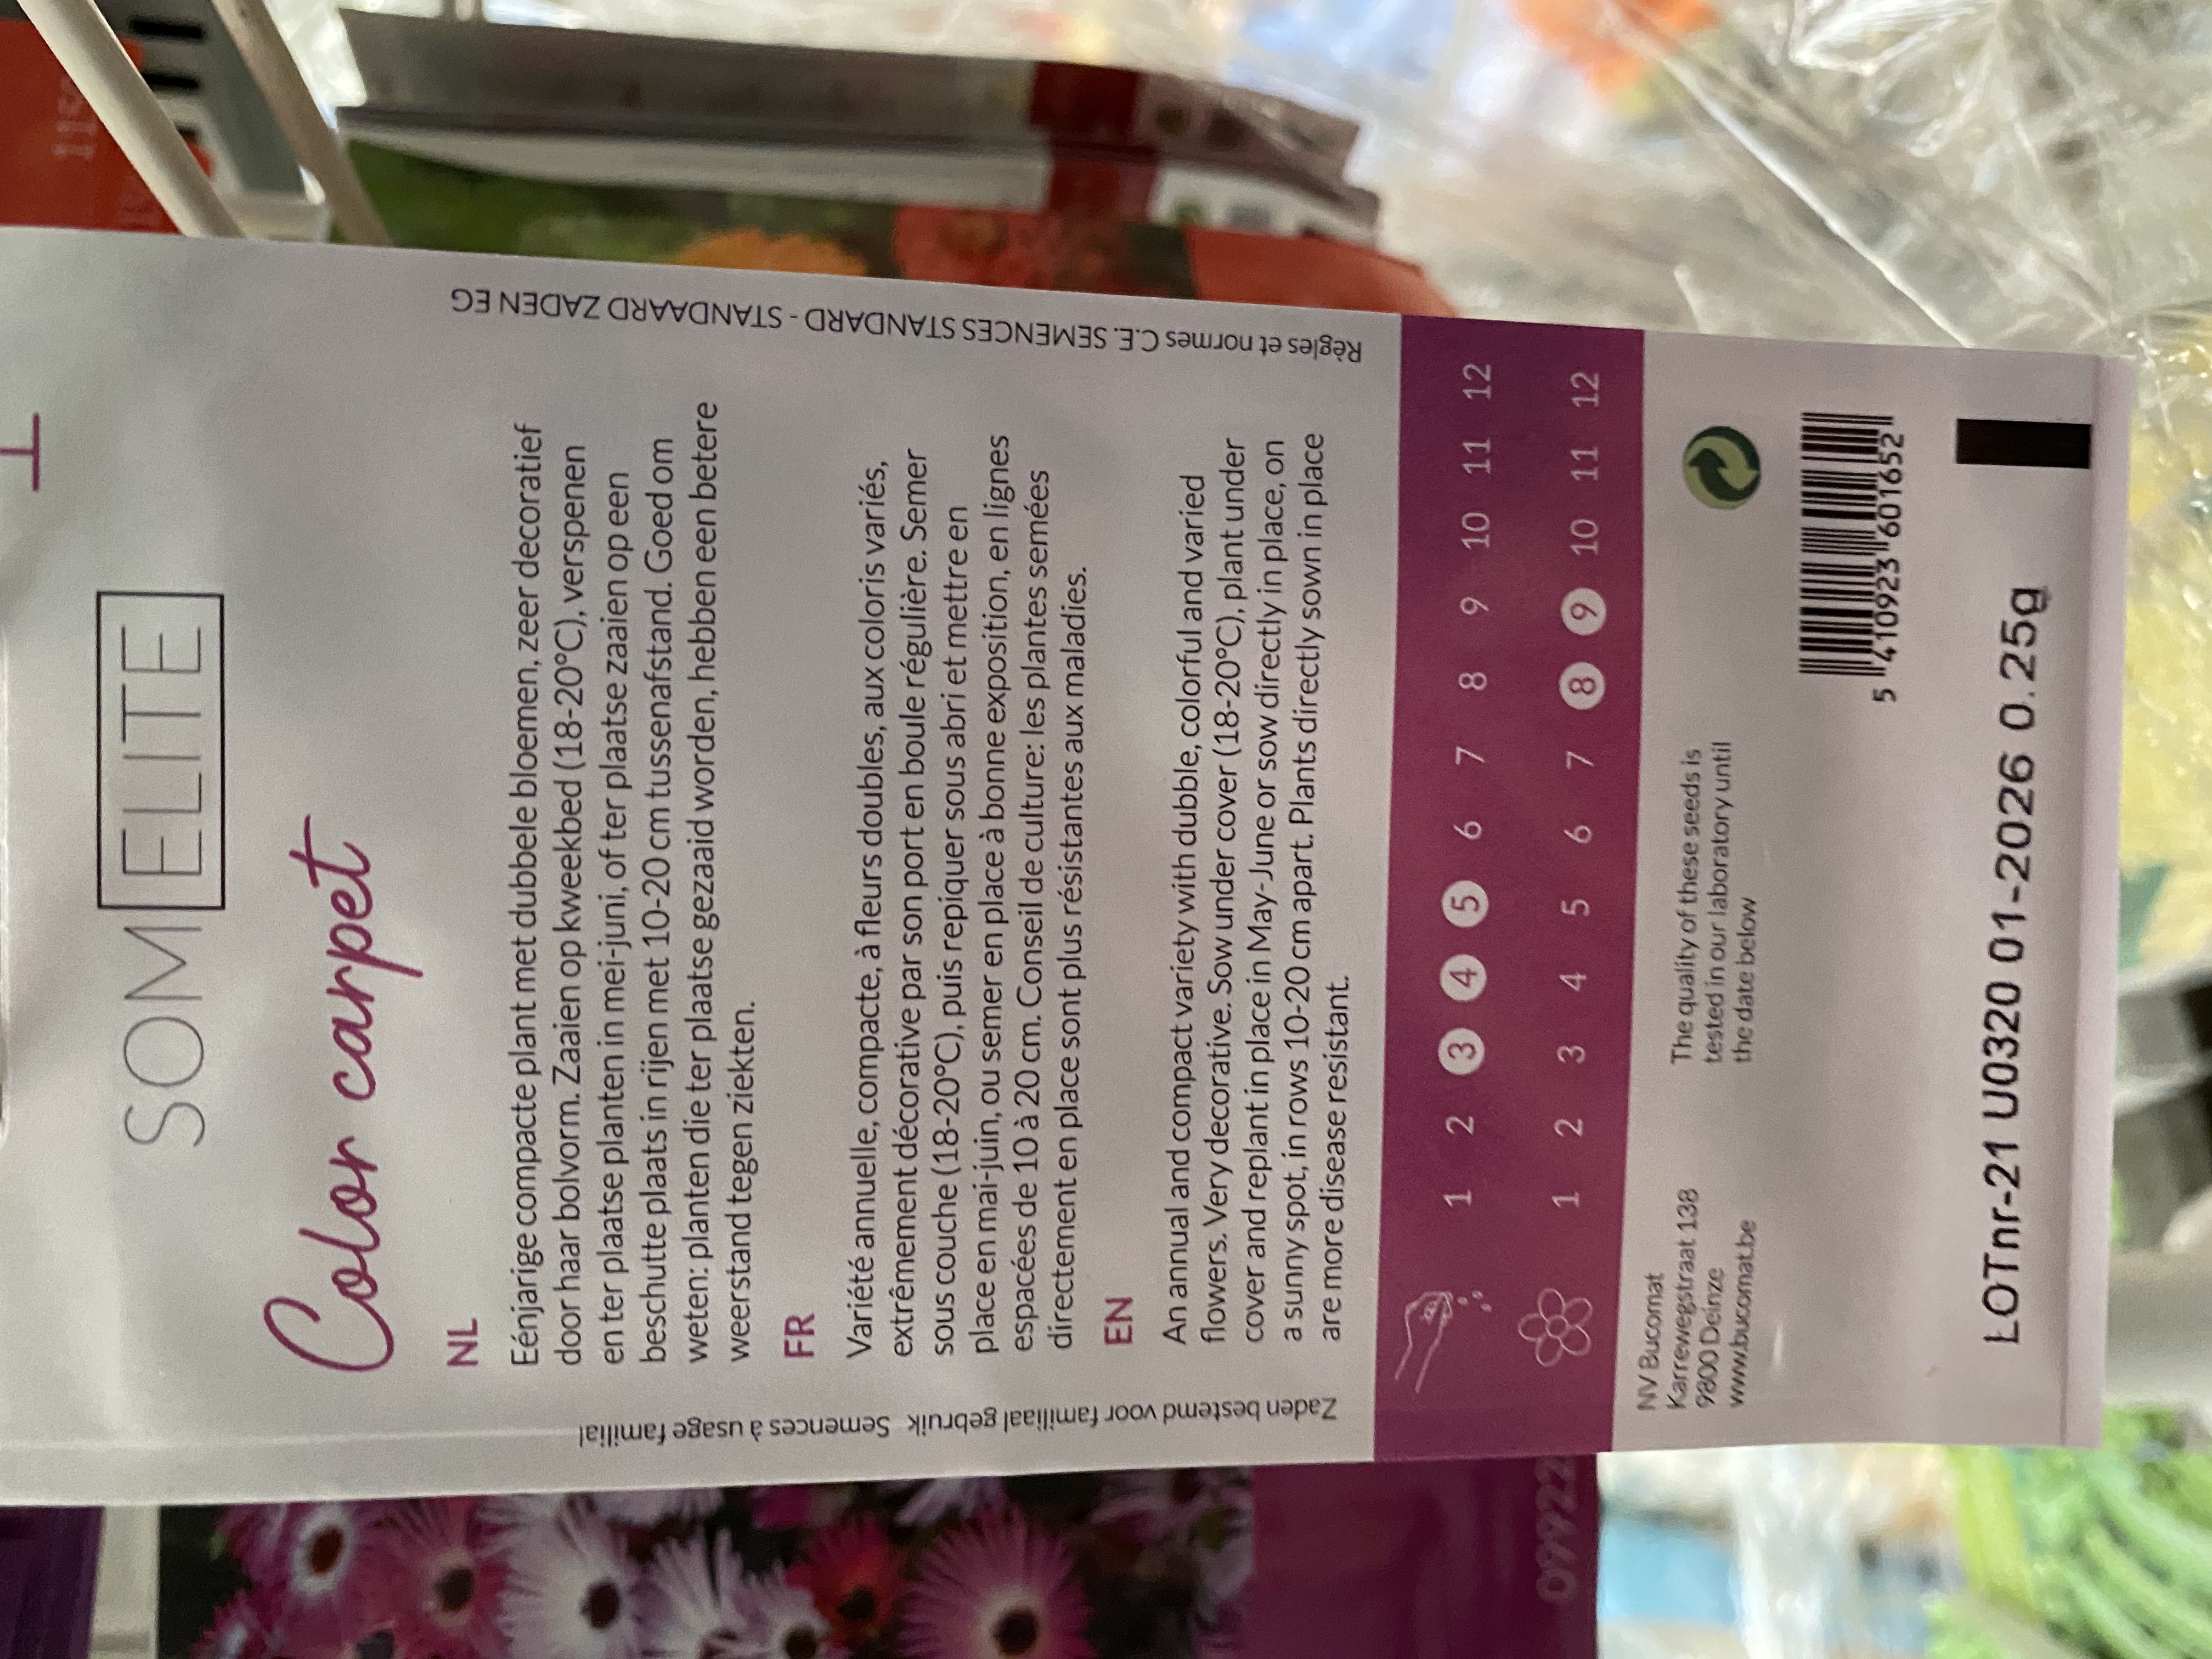 SOM ELITE
Color carpet
NL
Eénjarige compacte plant met dubbele bloemen, zeer decoratief
door haar bolvorm. Zaaien op kweekbed (18-20°C), verspenen
en ter plaatse planten in mei-juni, of ter plaatse zaaien op een
beschutte plaats in rijen met 10-20 cm tussenafstand. Goed om
weten: planten die ter plaatse gezaaid worden, hebben een betere
weerstand tegen ziekten.
FR
Variété annuelle, compacte, à fleurs doubles, aux coloris variés,
extrêmement décorative par son port en boule régulière. Semer
sous couche (18-20°C), puis repiquer sous abri et mettre en
place en mai-juin, ou semer en place à bonne exposition, en lignes
espacées de 10 à 20 cm. Conseil de culture: les plantes semées
directement en place sont plus résistantes aux maladies.
EN
An annual and compact variety with dubble, colorful and varied
flowers. Very decorative. Sow under cover (18-20°C), plant under
cover and replant in place in May-June or sow directly in place, on
a sunny spot, in rows 10-20 cm apart. Plants directly sown in place
are more disease resistant.
Zaden bestemd voor familiaal gebruik Semences à usage familial
Règles et normes C.E. SEMENCES STANDARD - STANDAARD ZADEN EG
1 2 3 4 5 6 7 8 9 10 11 12
1 2 3 4 5 6 7 8 9 10 11 12
NV Bucomat
Karrewegstraat 138
9800 Deinze
www.bucomat.be
The quality of these seeds is
tested in our laboratory until
the date below
5 410923 601652
LOTnr-21 U0320 01-2026 0.25g
09922